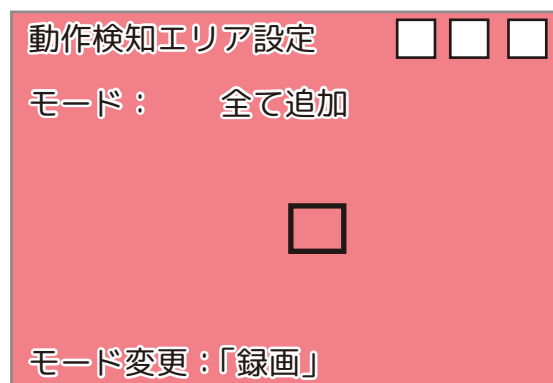 動作検知エリア設定
モード： 全て追加
モード変更：「録画」